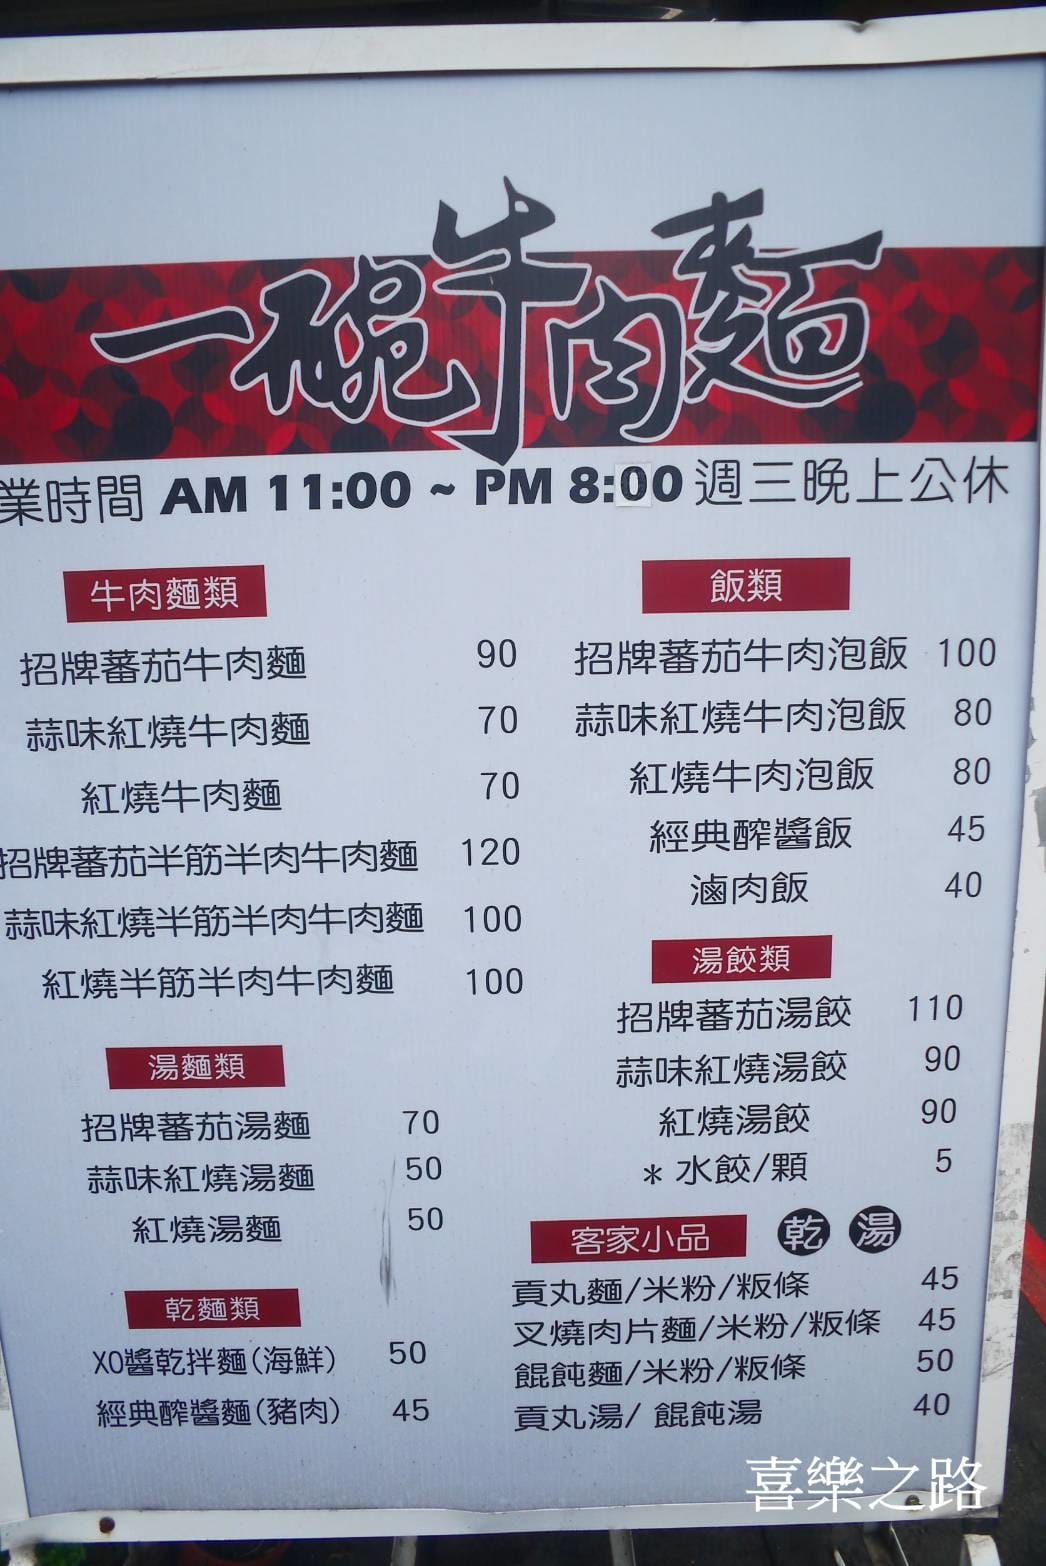 一碗牛肉麵
業時間 AM 11:00 ~ PM 8:00 週三晚上公休
牛肉麵類
招牌蕃茄牛肉麵 90
蒜味紅燒牛肉麵 70
紅燒牛肉麵 70
招牌蕃茄半筋半肉牛肉麵 120
蒜味紅燒半筋半肉牛肉麵 100
紅燒半筋半肉牛肉麵 100
湯麵類
招牌蕃茄湯麵 70
蒜味紅燒湯麵 50
紅燒湯麵 50
乾麵類
XO醬乾拌麵(海鮮) 50
經典醡醬麵(豬肉) 45
飯類
招牌蕃茄牛肉泡飯 100
蒜味紅燒牛肉泡飯 80
紅燒牛肉泡飯 80
經典醡醬飯 45
滷肉飯 40
湯餃類
招牌蕃茄湯餃 110
蒜味紅燒湯餃 90
紅燒湯餃 90
* 水餃/顆 5
客家小品 乾 湯
貢丸麵/米粉/粄條 45
叉燒肉片麵/米粉/粄條 45
餛飩麵/米粉/粄條 50
貢丸湯/ 餛飩湯 40
喜樂之路